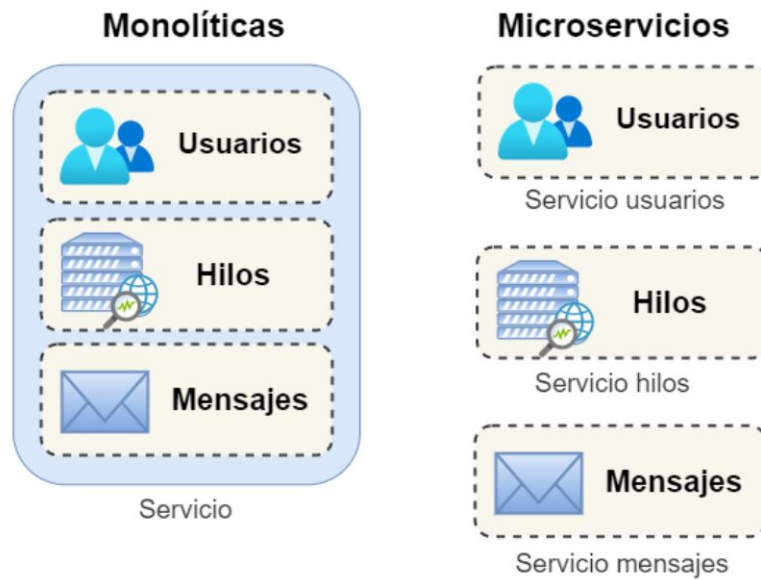 Monolíticas
Usuarios
Hilos
Mensajes
Servicio
Microservicios
Usuarios
Servicio usuarios
Hilos
Servicio hilos
Mensajes
Servicio mensajes